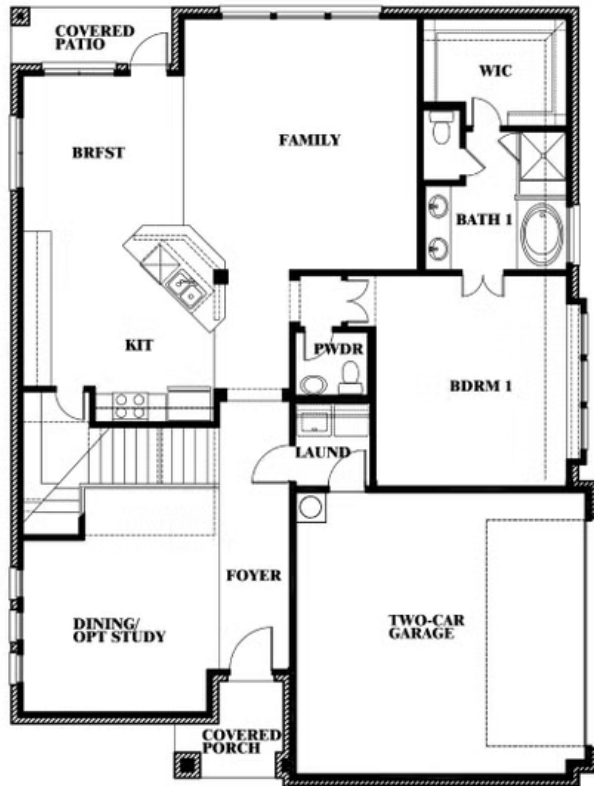 COVERED
PATIO
WIC
BRFST
FAMILY
BATH 1
KIT
PWDR
BDRM 1
LAUND
FOYER
DINING/
OPT STUDY
TWO-CAR
GARAGE
COVERED
PORCH